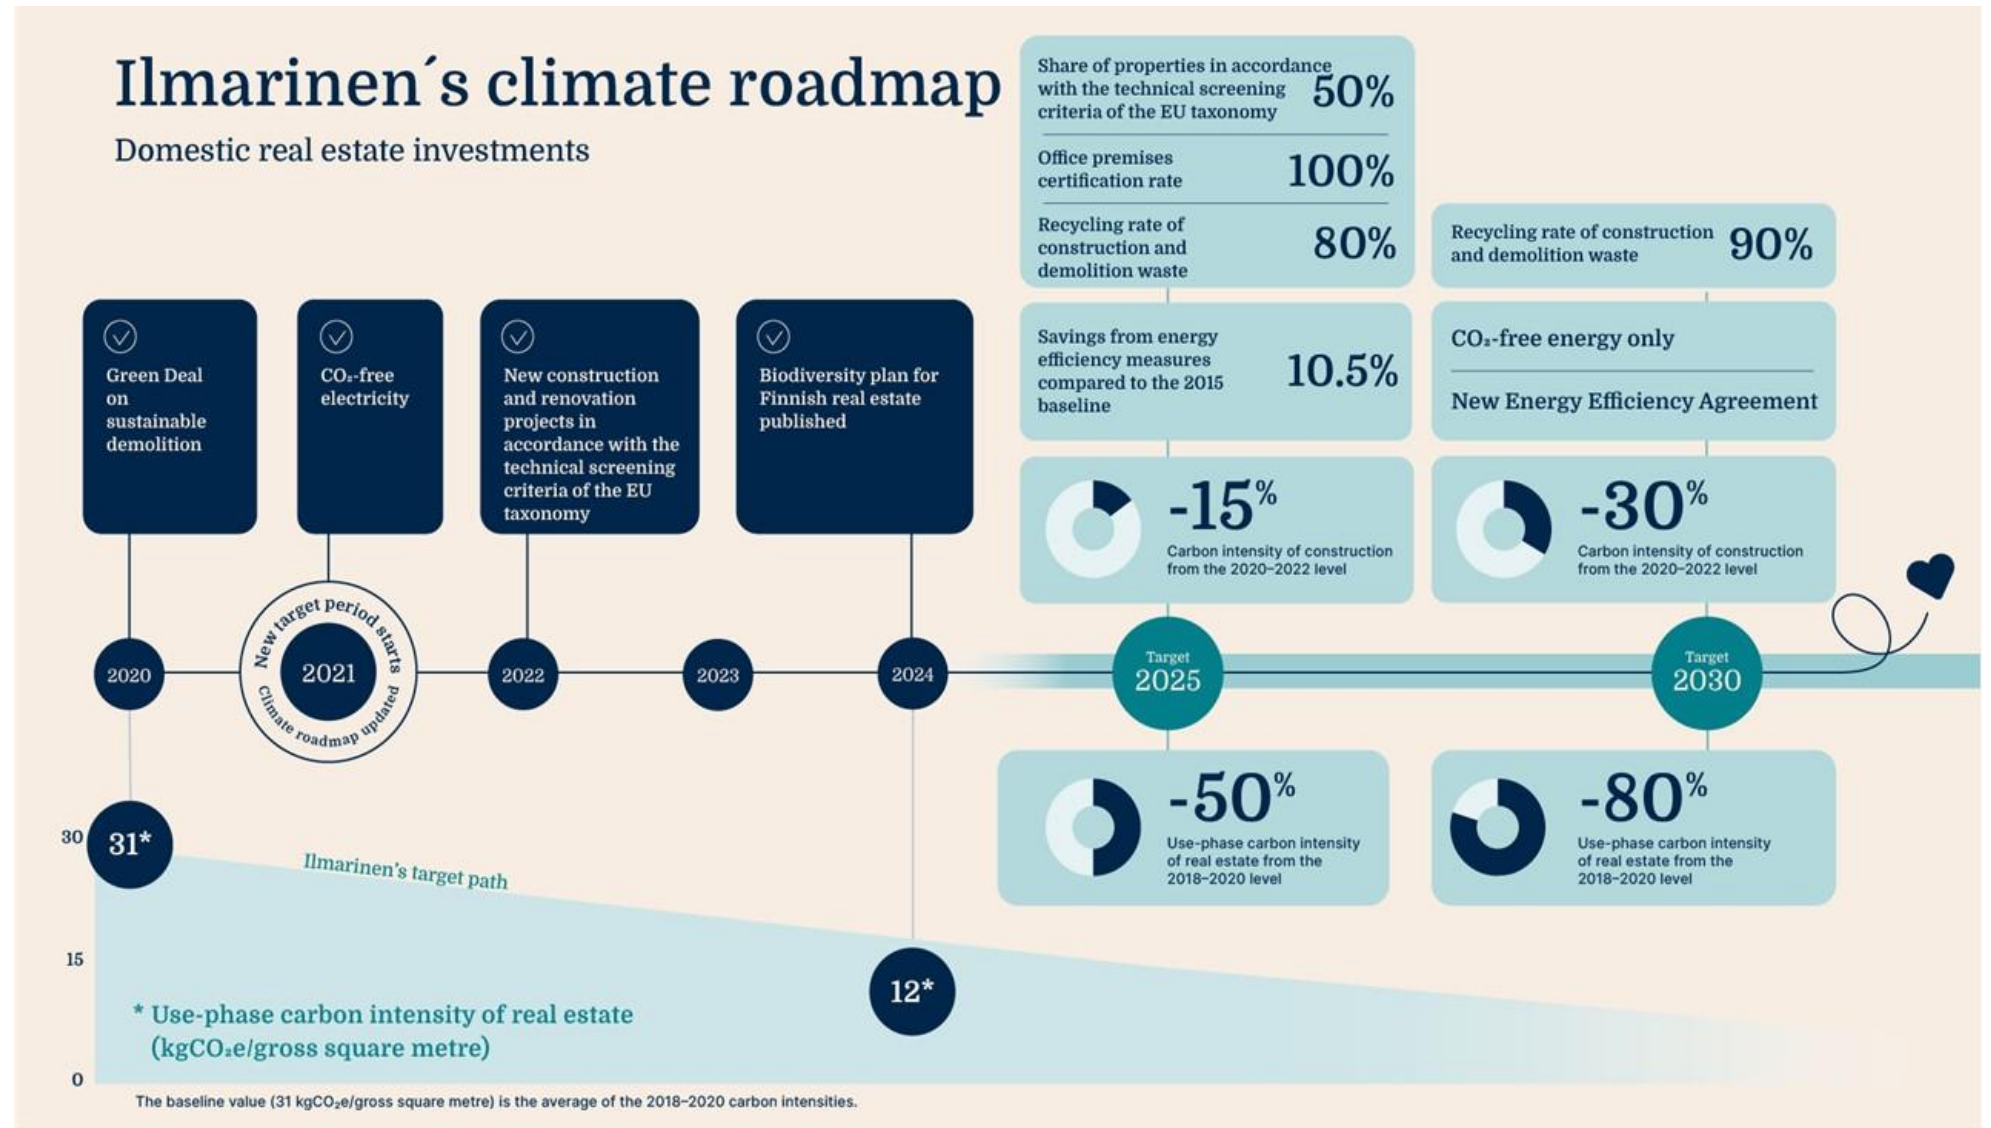 Ilmarinen´s climate roadmap
Domestic real estate investments
Share of properties in accordance
with the technical screening
criteria of the EU taxonomy
50%
Office premises
certification rate
100%
Recycling rate of
construction and
demolition waste
80%
Recycling rate of construction
and demolition waste
90%
Green Deal
on
sustainable
demolition
CO₂-free
electricity
New construction
and renovation
projects in
accordance with the
technical screening
criteria of the EU
taxonomy
Biodiversity plan for
Finnish real estate
published
Savings from energy
efficiency measures
compared to the 2015
baseline
10.5%
CO₂-free energy only
New Energy Efficiency Agreement
-15%
Carbon intensity of construction
from the 2020–2022 level
-30%
Carbon intensity of construction
from the 2020–2022 level
2020
New target period starts
2021
Climate roadmap updated
2022
2023
2024
Target
2025
Target
2030
-50%
Use-phase carbon intensity
of real estate from the
2018–2020 level
-80%
Use-phase carbon intensity
of real estate from the
2018–2020 level
30
31*
Ilmarinen's target path
15
12*
* Use-phase carbon intensity of real estate
(kgCO₂e/gross square metre)
0
The baseline value (31 kgCO₂e/gross square metre) is the average of the 2018–2020 carbon intensities.